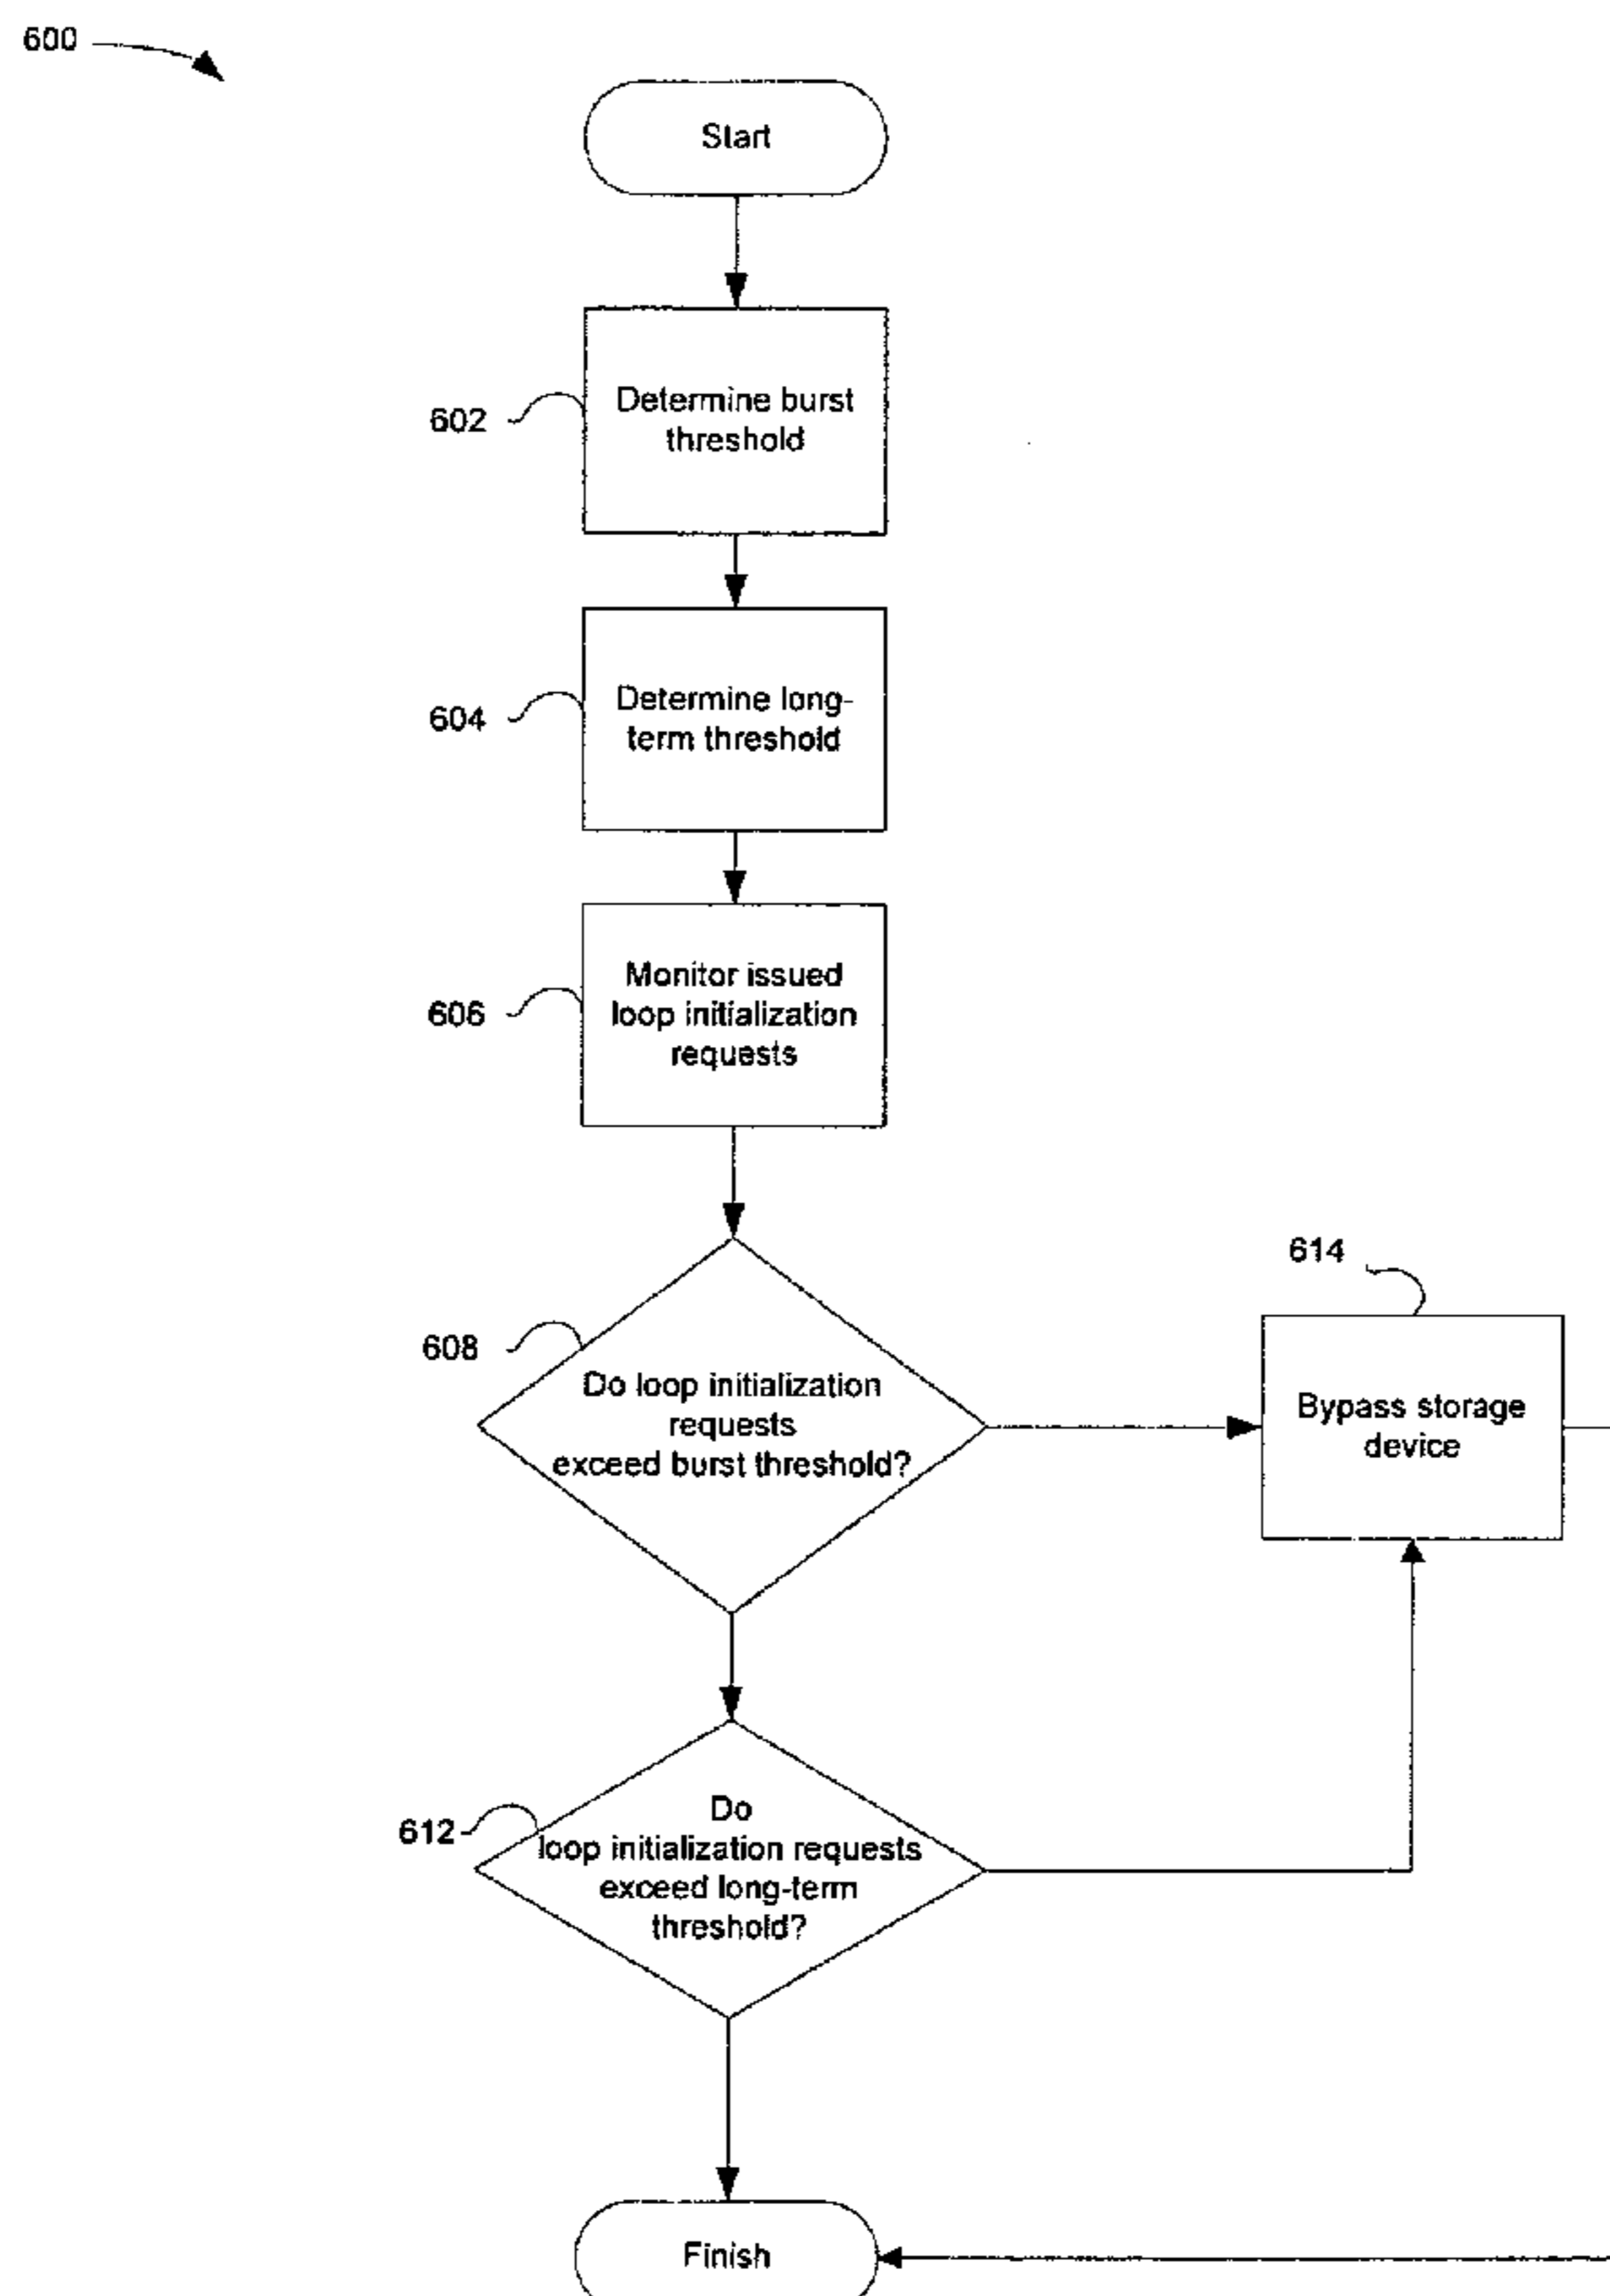 600
Start
602
Determine burst
threshold
604
Determine long-
term threshold
606
Monitor issued
loop initialization
requests
608
Do loop initialization
requests
exceed burst threshold?
614
Bypass storage
device
612
Do
loop initialization requests
exceed long-term
threshold?
Finish